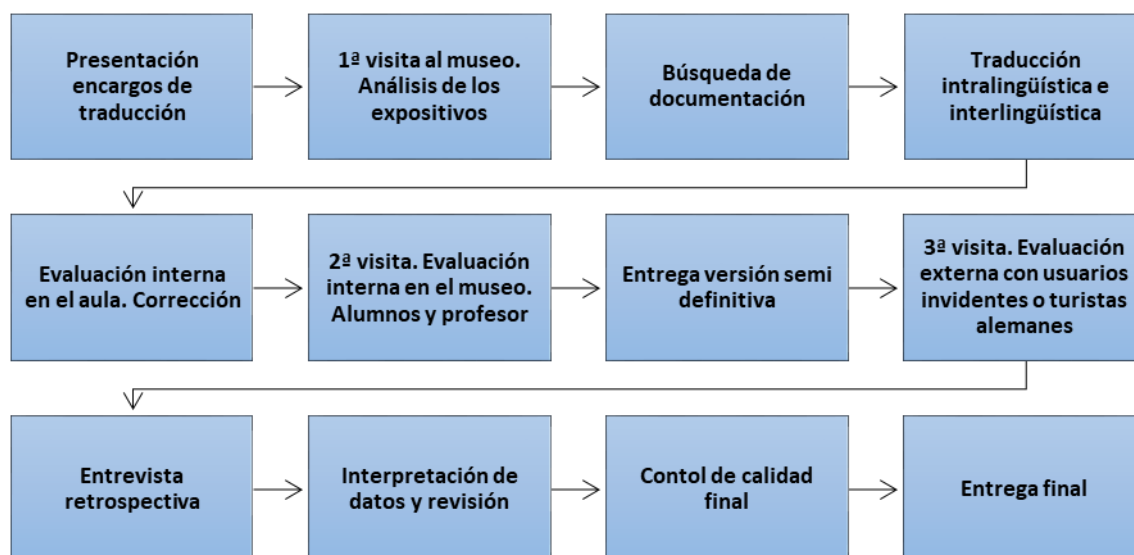 Presentación
encargos de
traducción
1ª visita al museo.
Análisis de los
expositivos
Búsqueda de
documentación
Traducción
intralingüística e
interlingüística
Evaluación interna
en el aula. Corrección
2ª visita. Evaluación
interna en el museo.
Alumnos y profesor
Entrega versión semi
definitiva
3ª visita. Evaluación
externa con usuarios
invidentes o turistas
alemanes
Entrevista
retrospectiva
Interpretación de
datos y revisión
Contol de calidad
final
Entrega final